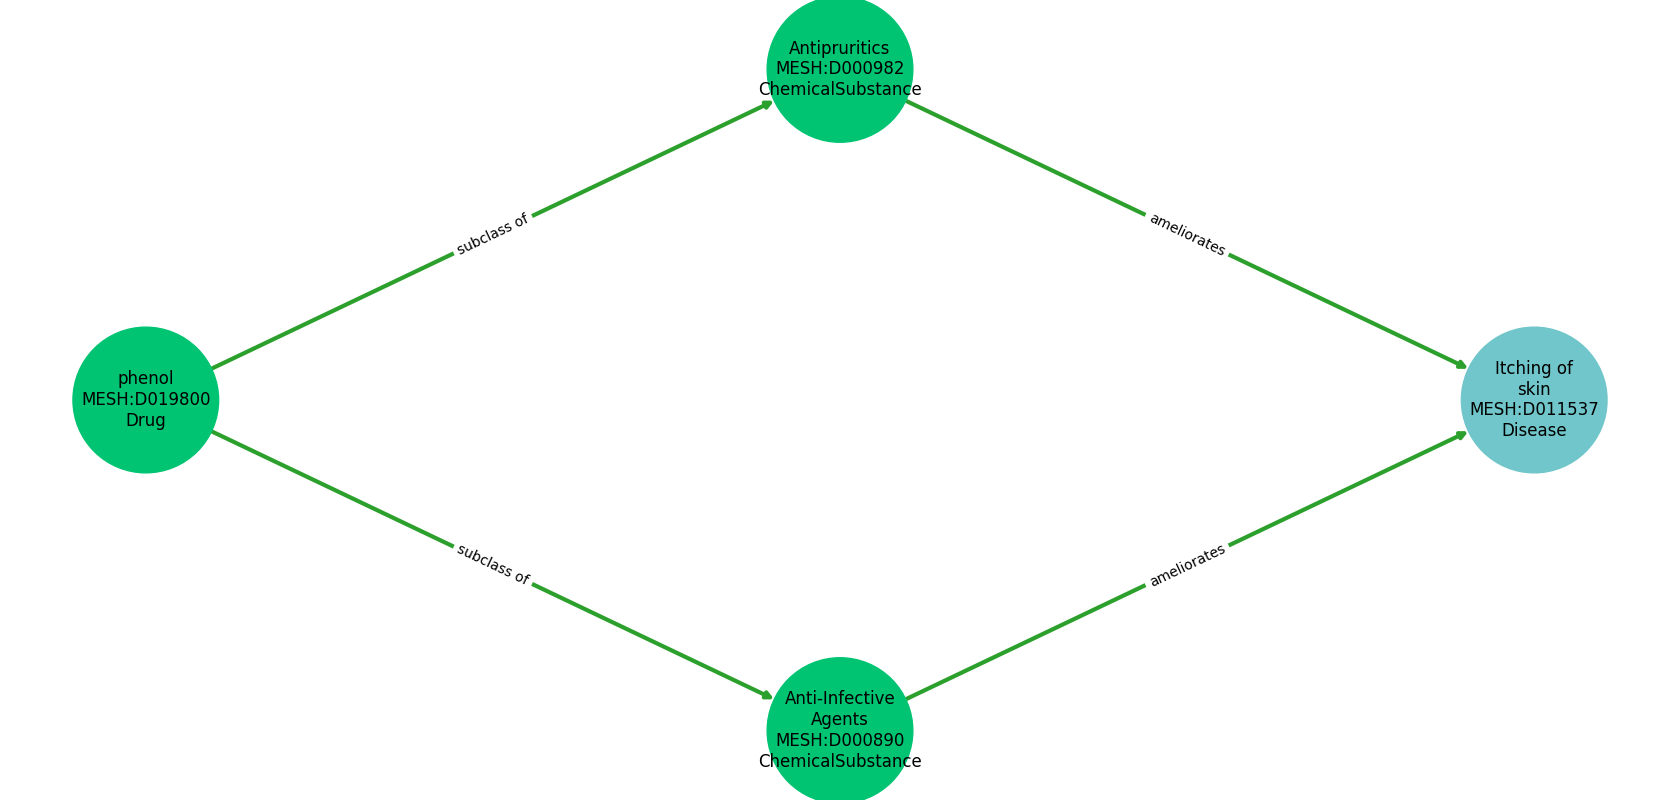 Antipruritics
MESH:D000982
ChemicalSubstance
subclass of
ameliorates
phenol
MESH:D019800
Drug
Itching of
skin
MESH:D011537
Disease
subclass of
ameliorates
Anti-Infective
Agents
MESH:D000890
ChemicalSubstance